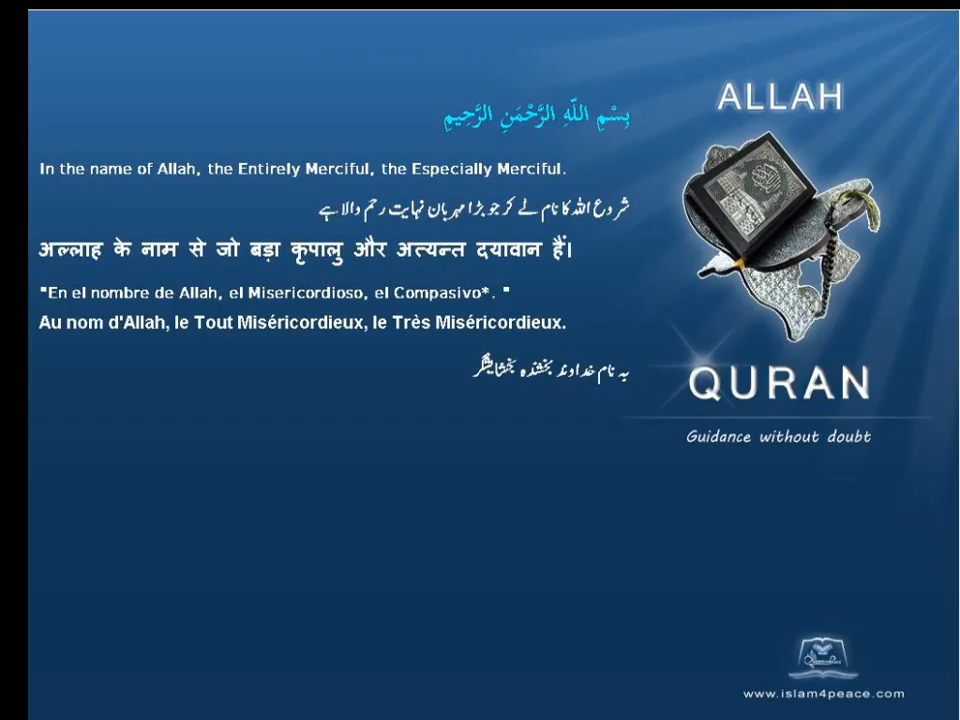 بِسْمِ اللَّهِ الرَّحْمَنِ الرَّحِيمِ
In the name of Allah, the Entirely Merciful, the Especially Merciful.
شروع الله کا نام لے کر جو بڑا مہربان نہایت رحم والا ہے
अल्लाह के नाम से जो बड़ा कृपालु और अत्यन्त दयावान हैं।
"En el nombre de Allah, el Misericordioso, el Compasivo*. "
Au nom d'Allah, le Tout Miséricordieux, le Très Miséricordieux.
به نام خداوند بخشنده بخشایشگر
ALLAH
QURAN
Guidance without doubt
www.islam4peace.com